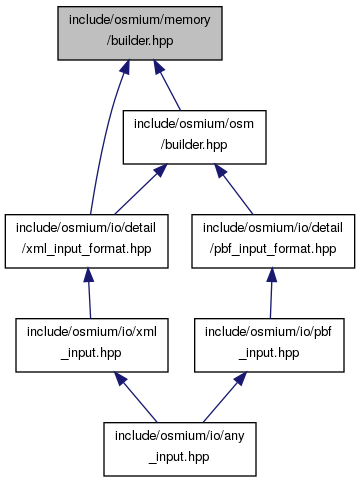 include/osmium/memory
/builder.hpp
include/osmium/osm
/builder.hpp
include/osmium/io/detail
/xml_input_format.hpp
include/osmium/io/detail
/pbf_input_format.hpp
include/osmium/io/xml
_input.hpp
include/osmium/io/pbf
_input.hpp
include/osmium/io/any
_input.hpp